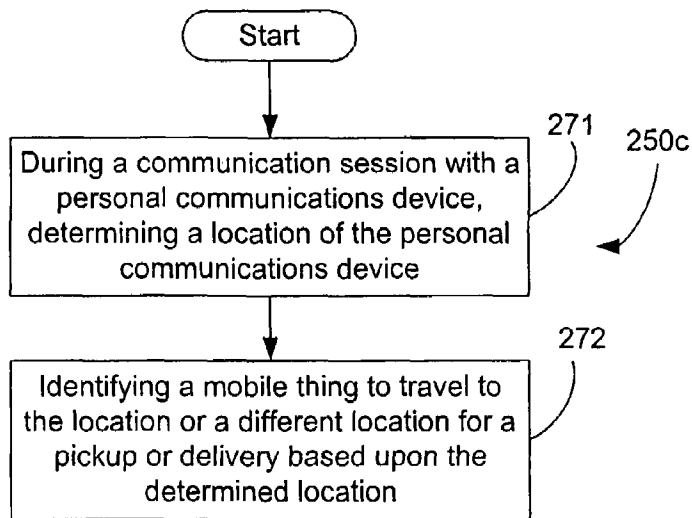 Start
271
250c
During a communication session with a
personal communications device,
determining a location of the personal
communications device
272
Identifying a mobile thing to travel to
the location or a different location for a
pickup or delivery based upon the
determined location